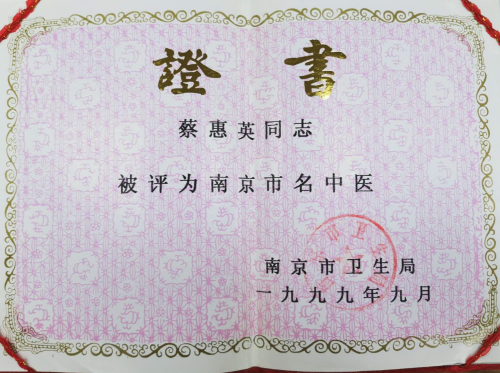 證書
蔡惠英同志
被评为南京市名中医
南京市卫生局
一九九九年九月